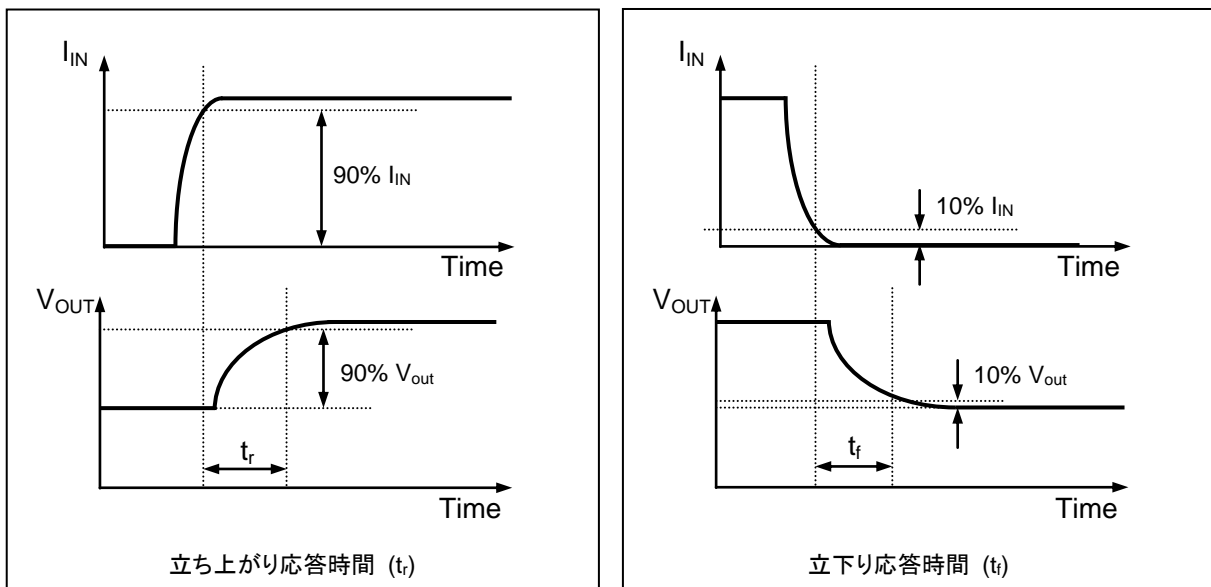 I_IN
90% I_IN
Time
V_OUT
90% V_out
t_r
Time
立ち上がり応答時間 (t_r)
I_IN
10% I_IN
Time
V_OUT
10% V_out
t_f
Time
立下り応答時間 (t_f)